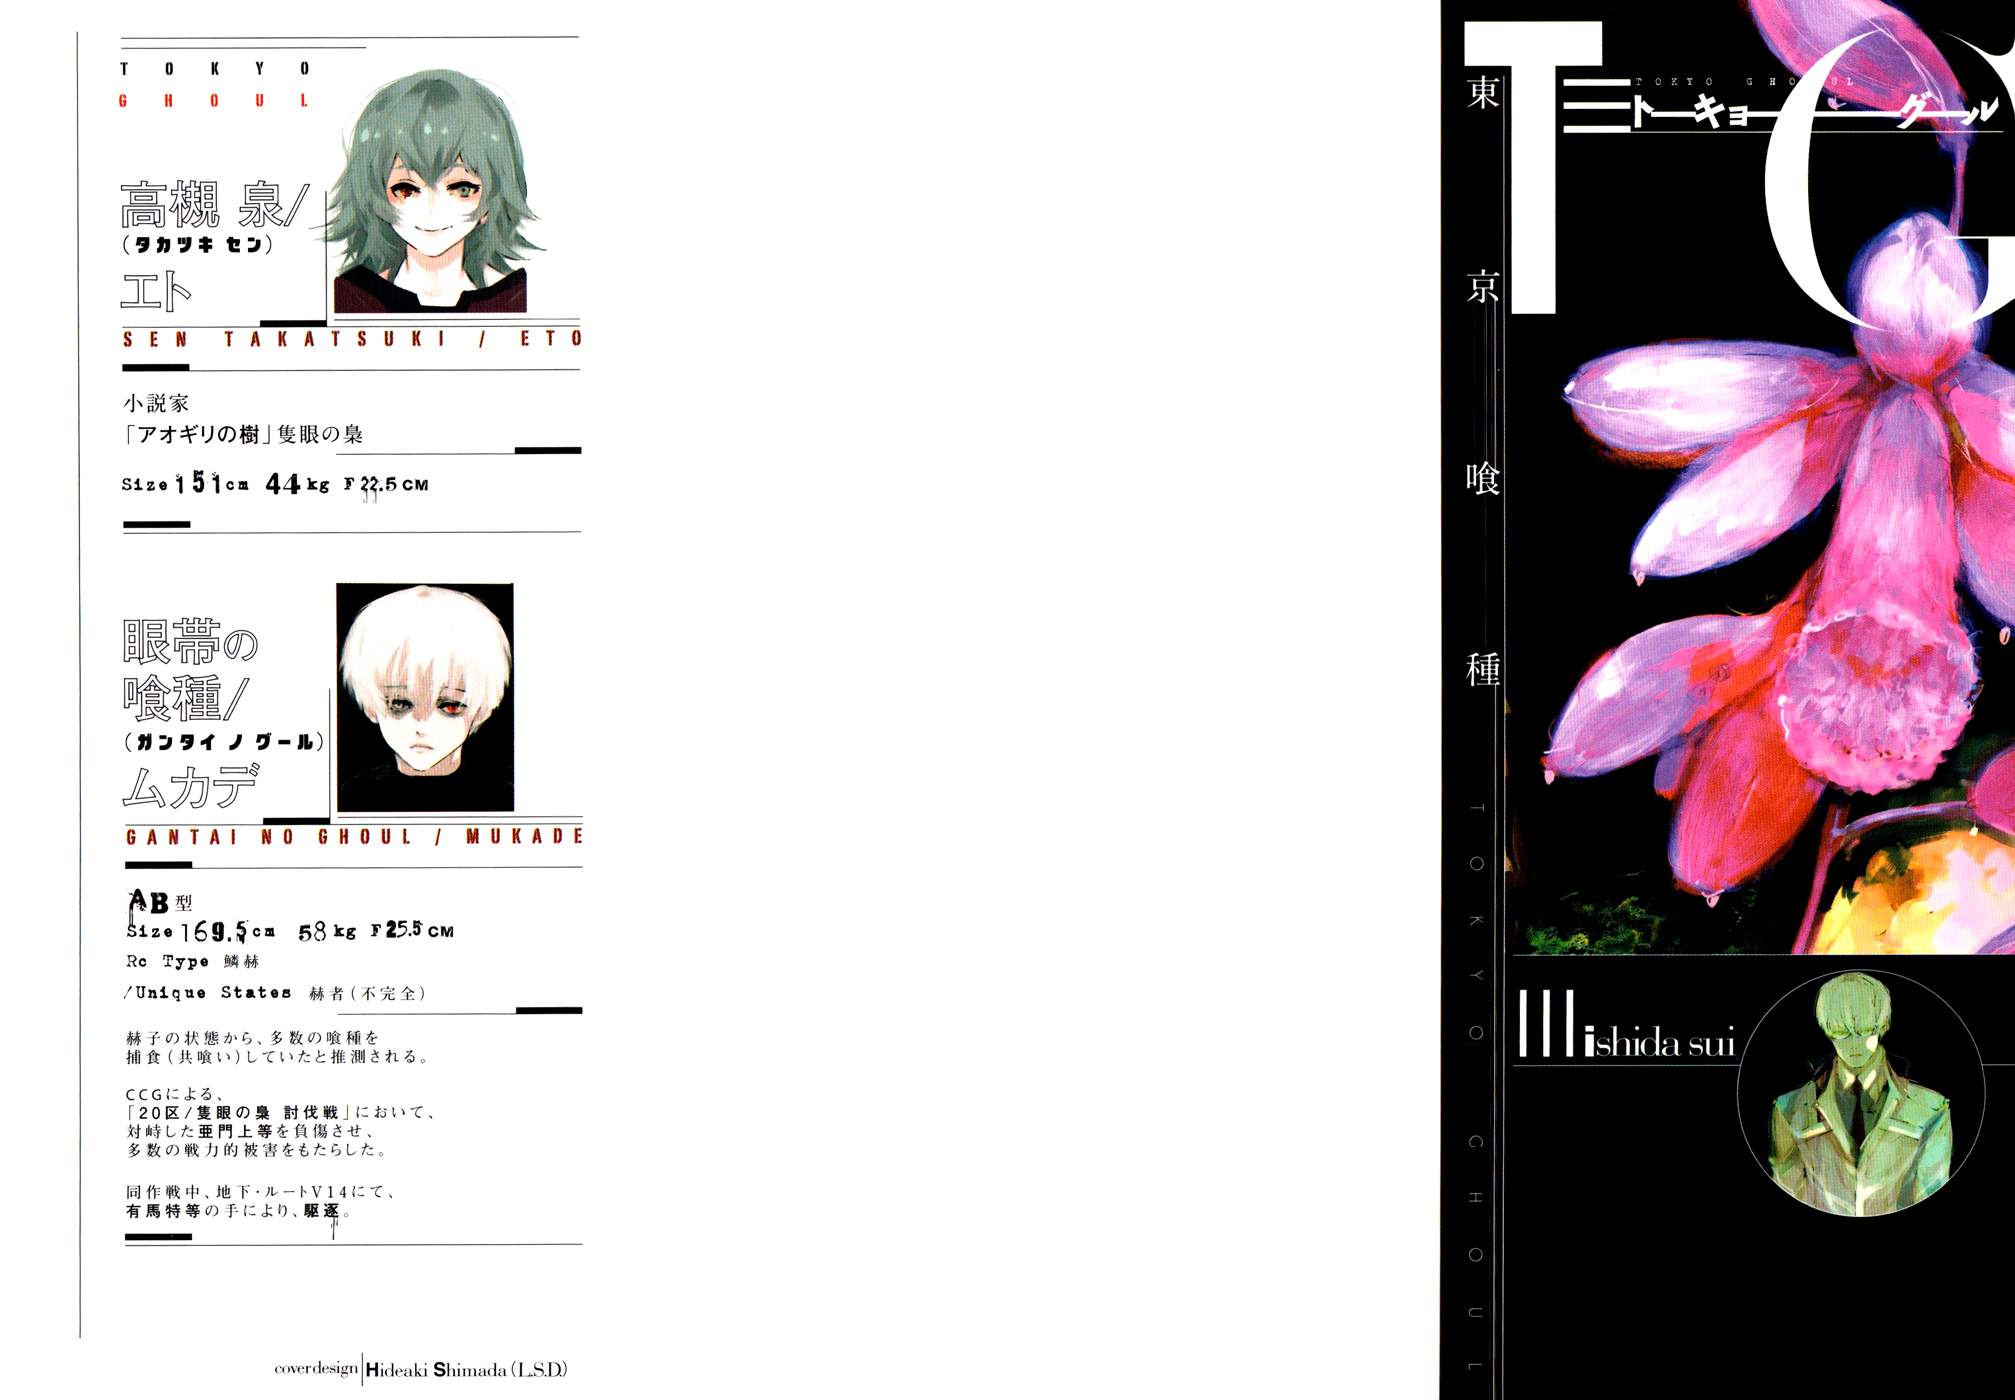 TOKYO
GHOUL
高槻 泉/
(タカツキ セン)
エト
SEN TAKATSUKI / ETO
小説家
「アオギリの樹」隻眼の梟
Size 151cm 44kg F 22.5CM
眼帯の
喰種/
(ガンタイ ノ グール)
ムカデ
GANTAI NO GHOUL / MUKADE
AB型
Size 169.5cm 58kg F 25.5CM
Rc Type 鱗赫
/Unique States 赫者(不完全)
赫子の状態から、多数の喰種を
捕食(共喰い)していたと推測される。
CCGによる、
「20区/隻眼の梟 討伐戦」において、
対峙した亜門上等を負傷させ、
多数の戦力的被害をもたらした。
同作戦中、地下・ルートV14にて、
有馬特等の手により、駆逐。
cover design Hideaki Shimada (L.S.D.)
東京喰種
TOKYO GHOUL
TG
TOKYO GHOUL
トーキョーグール
ishida sui